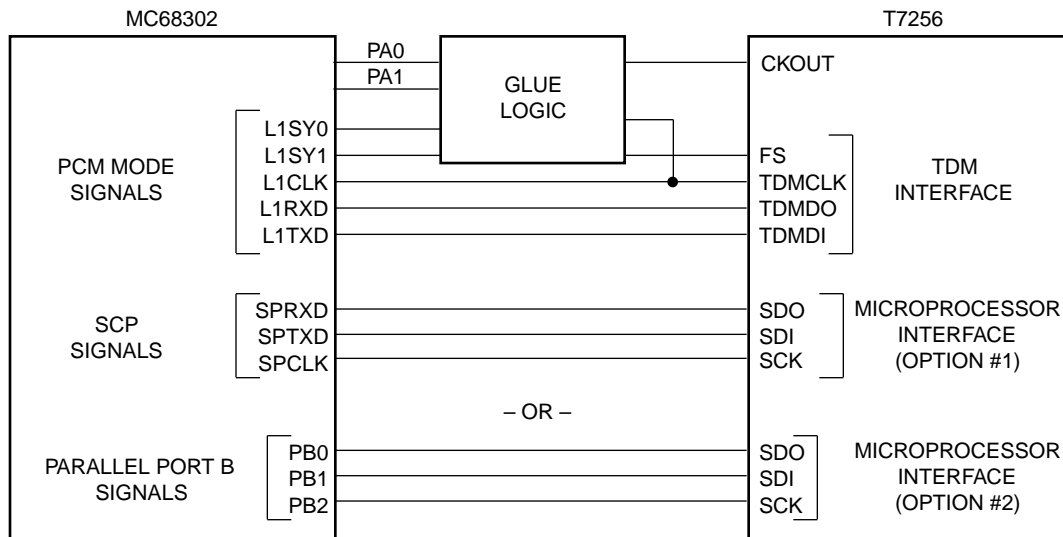 MC68302
T7256
PA0
PA1
GLUE
LOGIC
CKOUT
PCM MODE
SIGNALS
L1SY0
L1SY1
L1CLK
L1RXD
L1TXD
FS
TDMCLK
TDMDO
TDMDI
TDM
INTERFACE
SCP
SIGNALS
SPRXD
SPTXD
SPCLK
SDO
SDI
SCK
MICROPROCESSOR
INTERFACE
(OPTION #1)
– OR –
PARALLEL PORT B
SIGNALS
PB0
PB1
PB2
SDO
SDI
SCK
MICROPROCESSOR
INTERFACE
(OPTION #2)